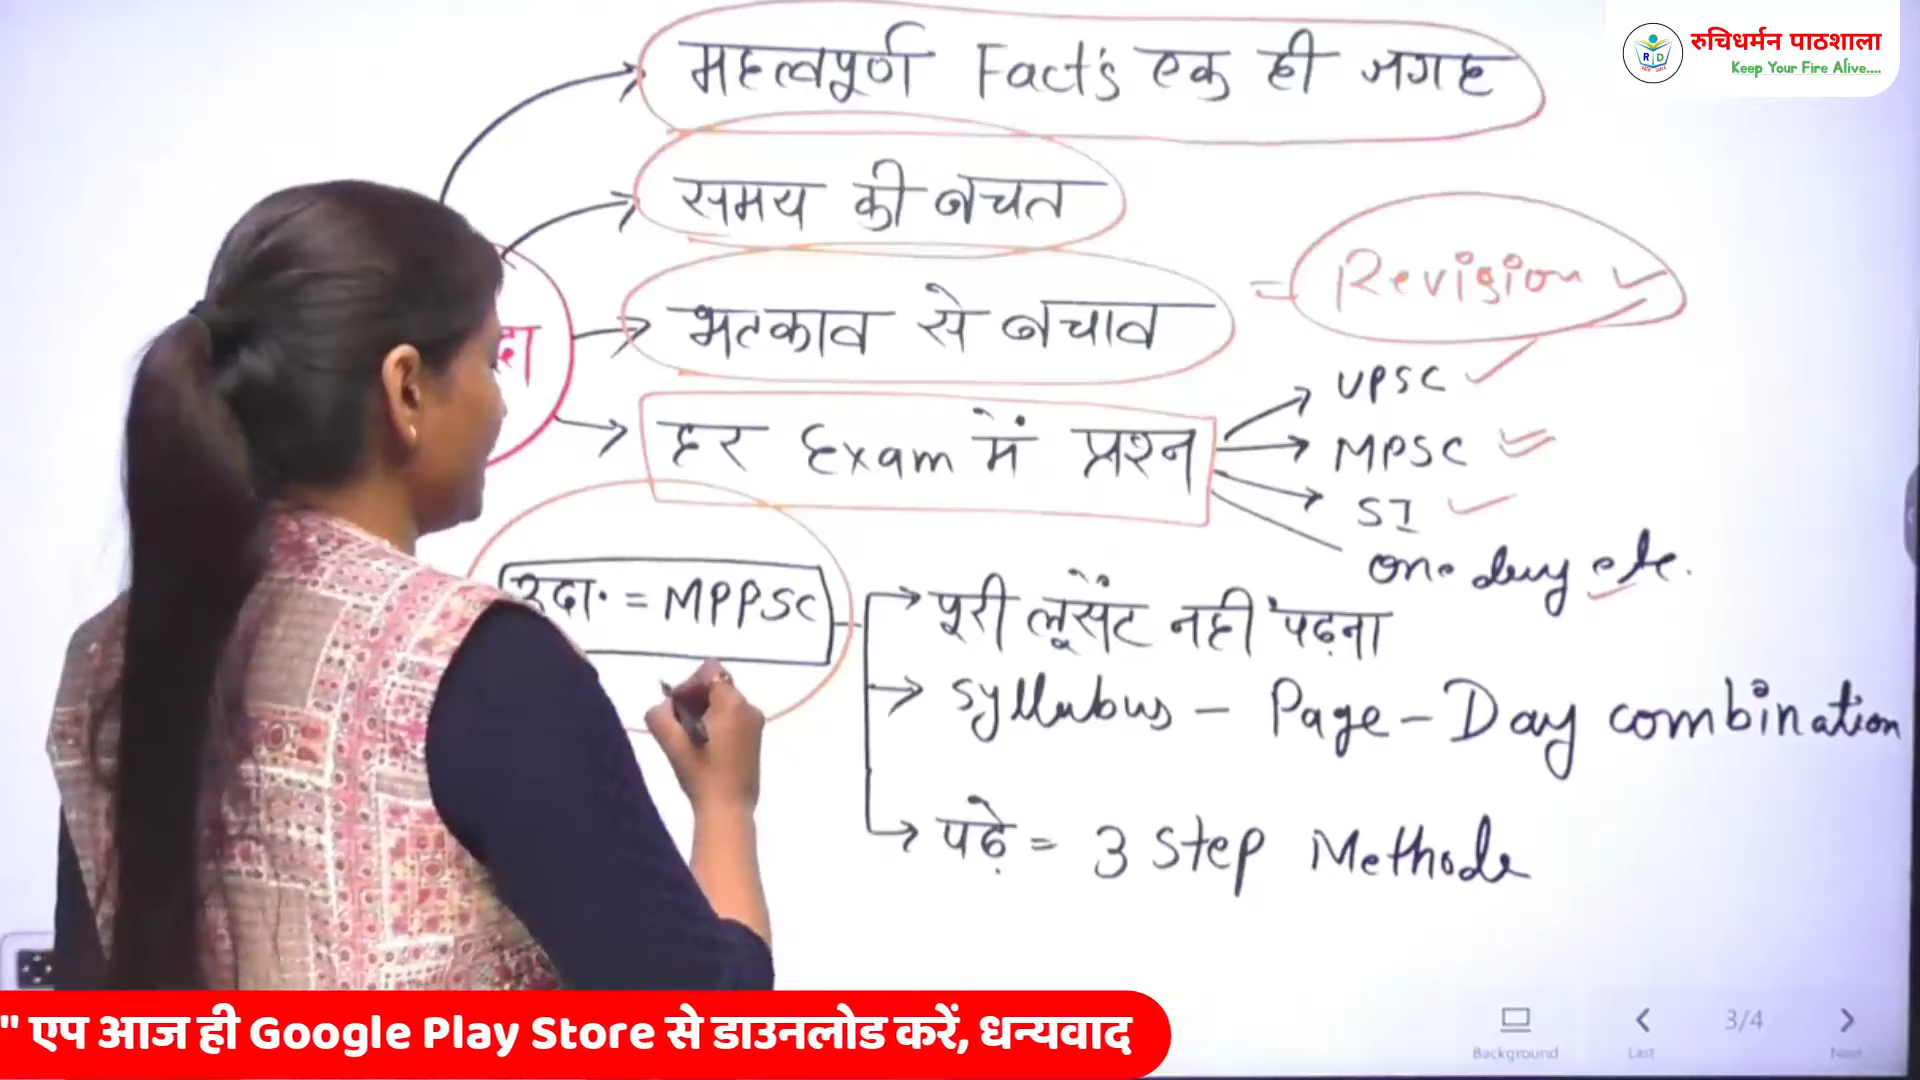 रुचिधर्मन पाठशाला
Keep Your Fire Alive....
महत्वपूर्ण Fact's एक ही जगह
समय की बचत
Revision
भटकाव से बचाव
UPSC
हर Exam में प्रश्न
MPSC
SI
one day etc.
उदा. = MPPSC
पूरी लूसेंट नही पढ़ना
Syllabus - Page - Day combination
पढ़े = 3 Step Methode
" एप आज ही Google Play Store से डाउनलोड करें, धन्यवाद
3/4
Background
Last
Next